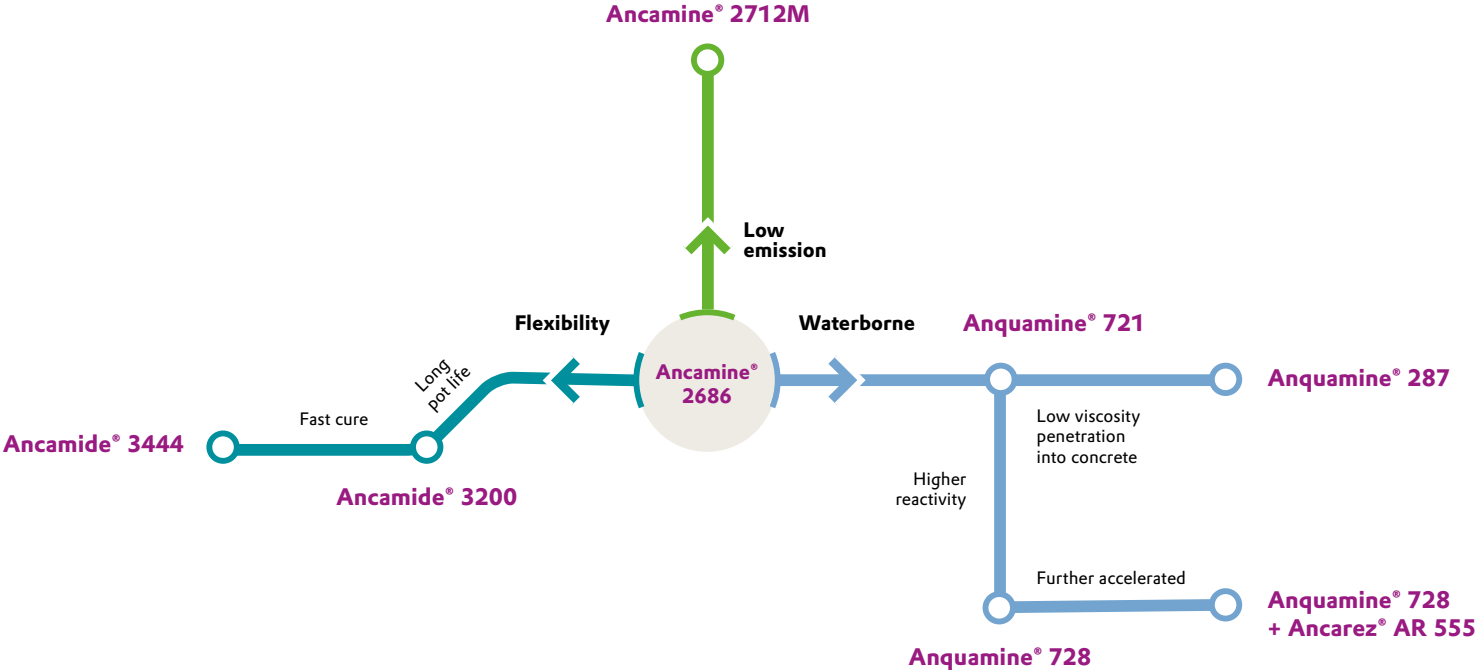 Ancamine® 2712M
Low
emission
Flexibility
Waterborne
Anquamine® 721
Long
pot life
Ancamine®
2686
Anquamine® 287
Fast cure
Low viscosity
penetration
into concrete
Ancamide® 3444
Ancamide® 3200
Higher
reactivity
Further accelerated
Anquamine® 728
+ Ancarez® AR 555
Anquamine® 728